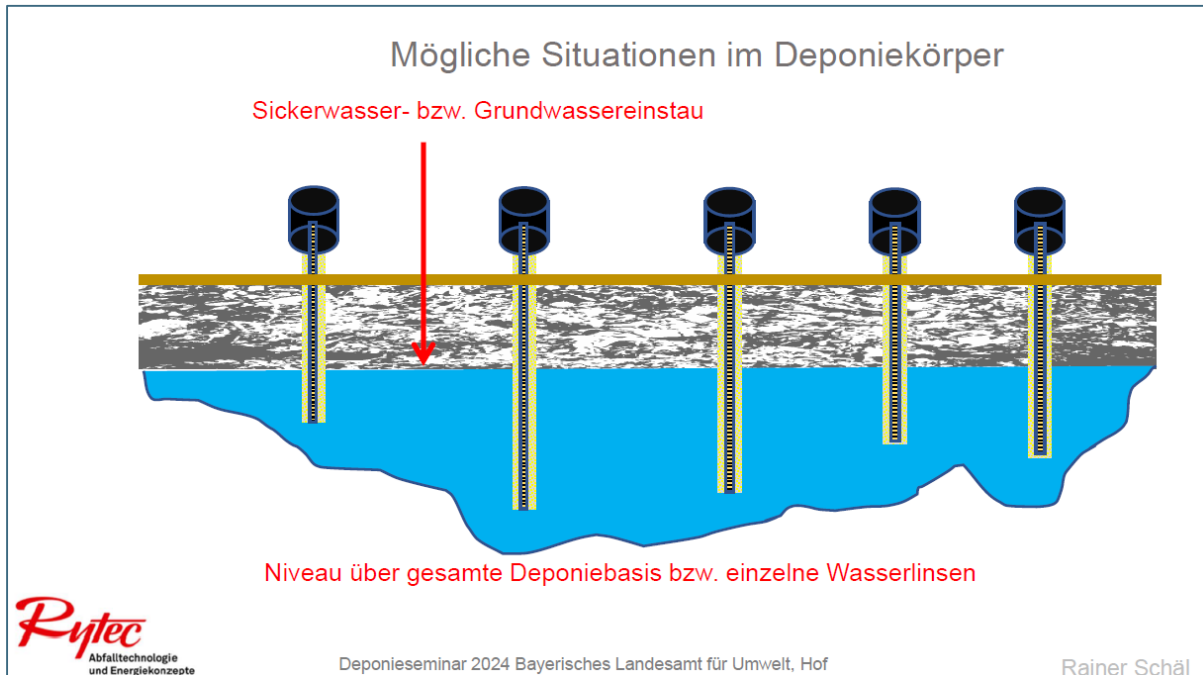 Mögliche Situationen im Deponiekörper
Sickerwasser- bzw. Grundwassereinstau
Niveau über gesamte Deponiebasis bzw. einzelne Wasserlinsen
Rytec
Abfalltechnologie
und Energiekonzepte
Deponieseminar 2024 Bayerisches Landesamt für Umwelt, Hof
Rainer Schäl